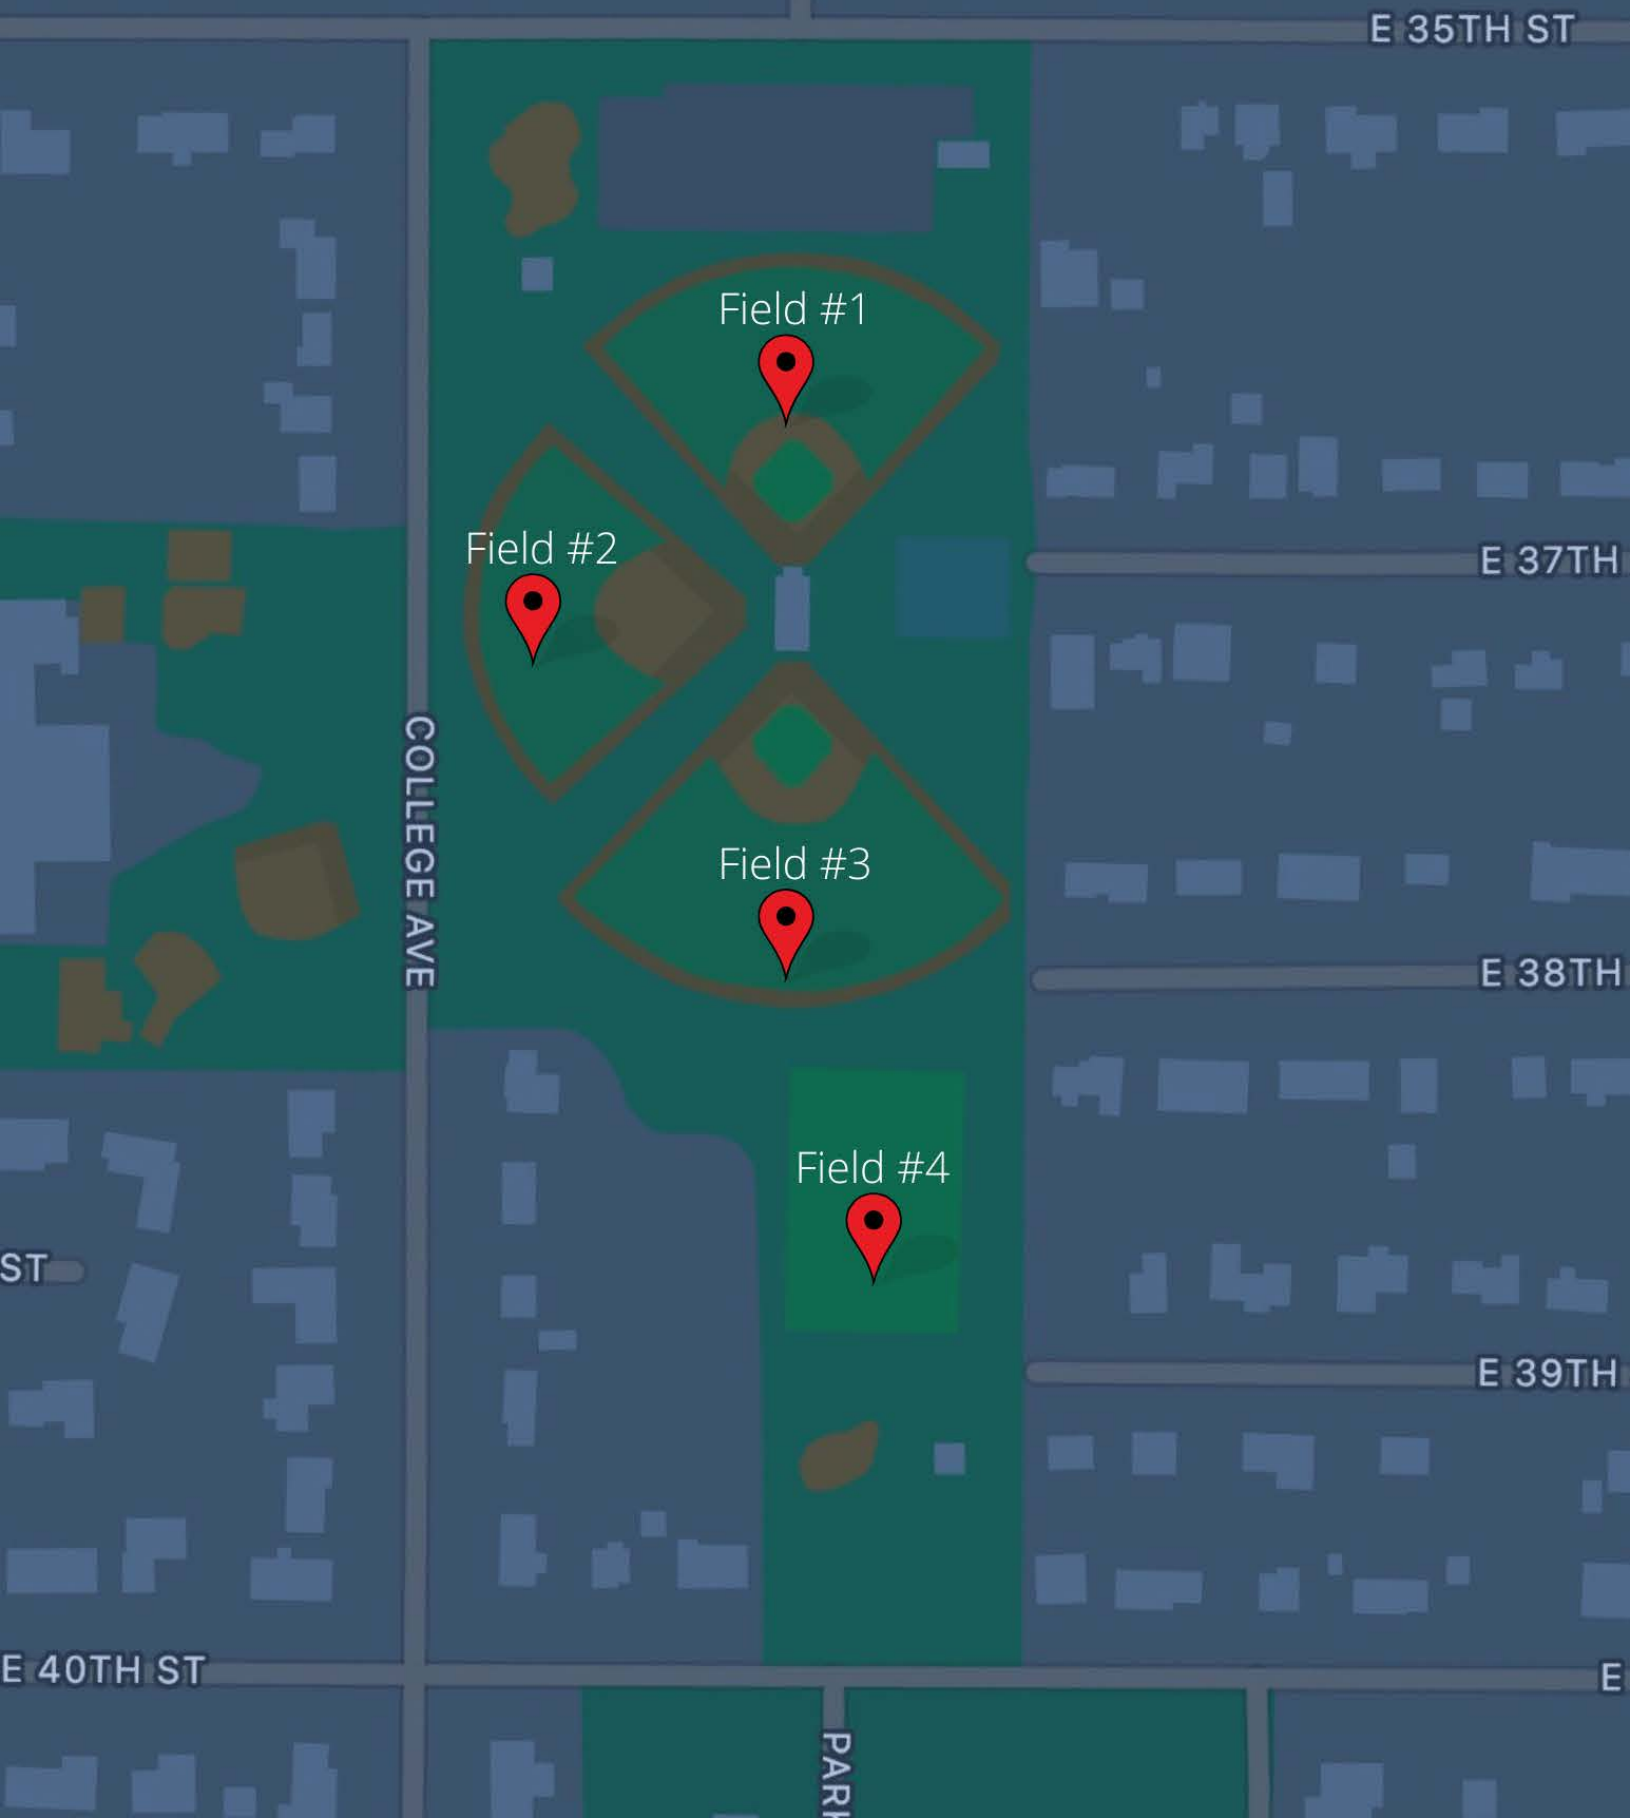 E 35TH ST
Field #1
Field #2
E 37TH
COLLEGE AVE
Field #3
E 38TH
Field #4
ST
E 39TH
E 40TH ST
E
PARK